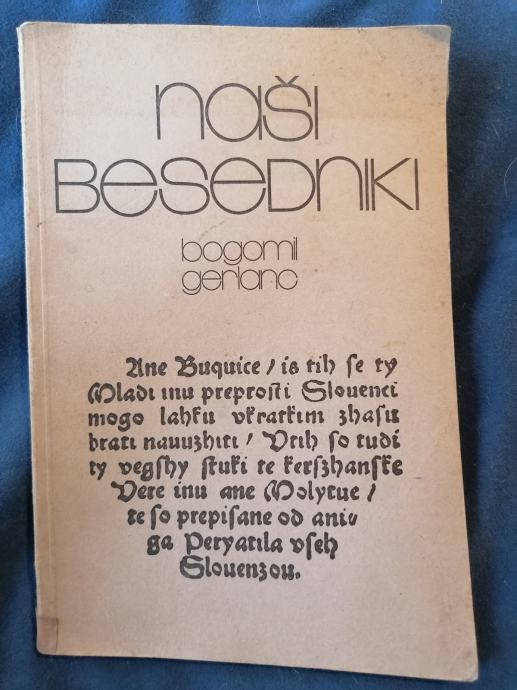 naši
BESEDNIKI
bogomil
gerlanc
Ane Buquice / is tih se ty
Mladi inu preprosti Slouenci
mogo lahku vkratkim zhasu
brati nauuzhiti / Vtih so tudi
ty vegshy stuki te kerszhanske
Vere inu ane Molytue /
te so prepisane od aniga
ga Peryatila vseh
Slouenzou.